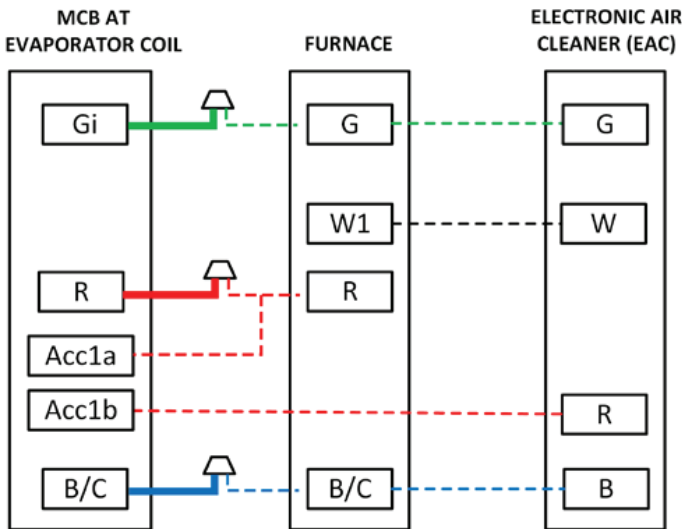 MCB AT
EVAPORATOR COIL
FURNACE
ELECTRONIC AIR
CLEANER (EAC)
Gi
G
G
W1
W
R
R
Acc1a
Acc1b
R
B/C
B/C
B